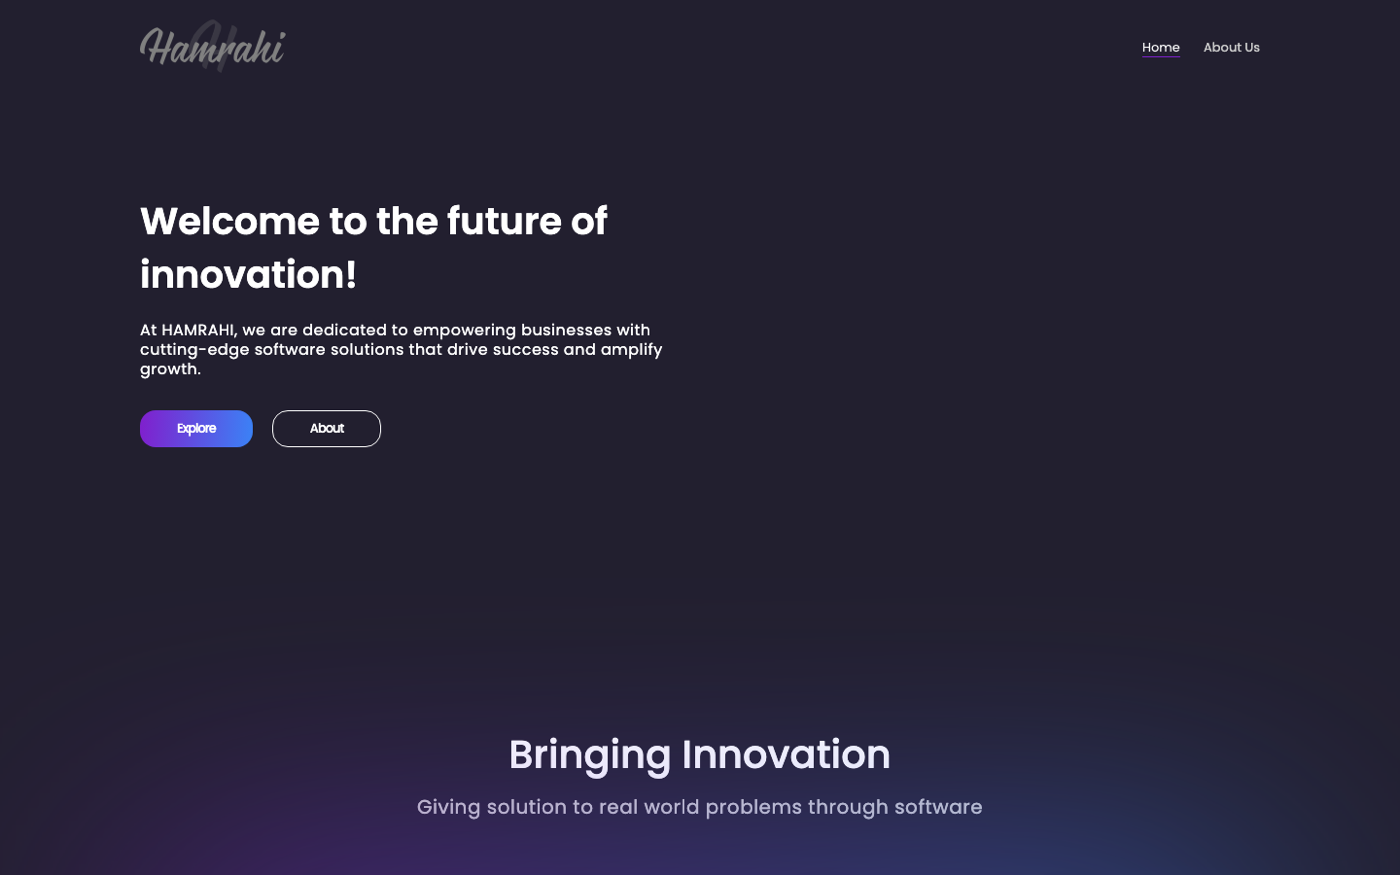 Hamrahi
Home
About Us
Welcome to the future of
innovation!
At HAMRAHI, we are dedicated to empowering businesses with
cutting-edge software solutions that drive success and amplify
growth.
Explore
About
Bringing Innovation
Giving solution to real world problems through software